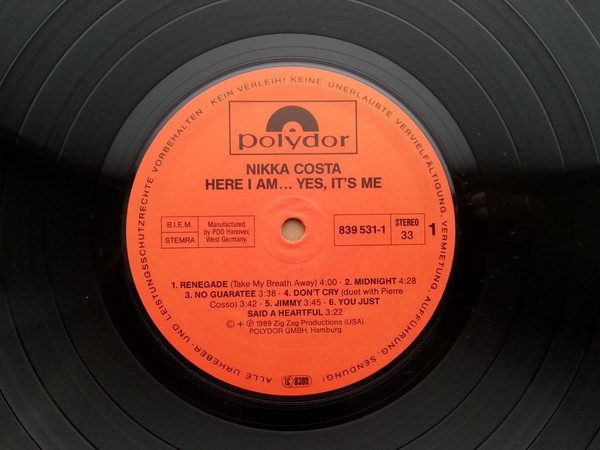 ALLE URHEBER- UND LEISTUNGSSCHUTZRECHTE VORBEHALTEN · KEIN VERLEIH! KEINE UNERLAUBTE VERVIELFÄLTIGUNG, VERMIETUNG, AUFFÜHRUNG, SENDUNG!
polydor
NIKKA COSTA
HERE I AM... YES, IT'S ME
B.I.E.M.
STEMRA
Manufactured
by PDO Hanover,
West Germany.
839 531-1
STEREO
33
1
1. RENEGADE (Take My Breath Away) 4:00 · 2. MIDNIGHT 4:28
3. NO GUARATEE 3:38 · 4. DON'T CRY (duet with Pierre
Cosso) 3:42 · 5. JIMMY 3:45 · 6. YOU JUST
SAID A HEARTFUL 3:22
© + ℗ 1989 Zig Zag Productions (USA)
POLYDOR GMBH, Hamburg
LC 0309